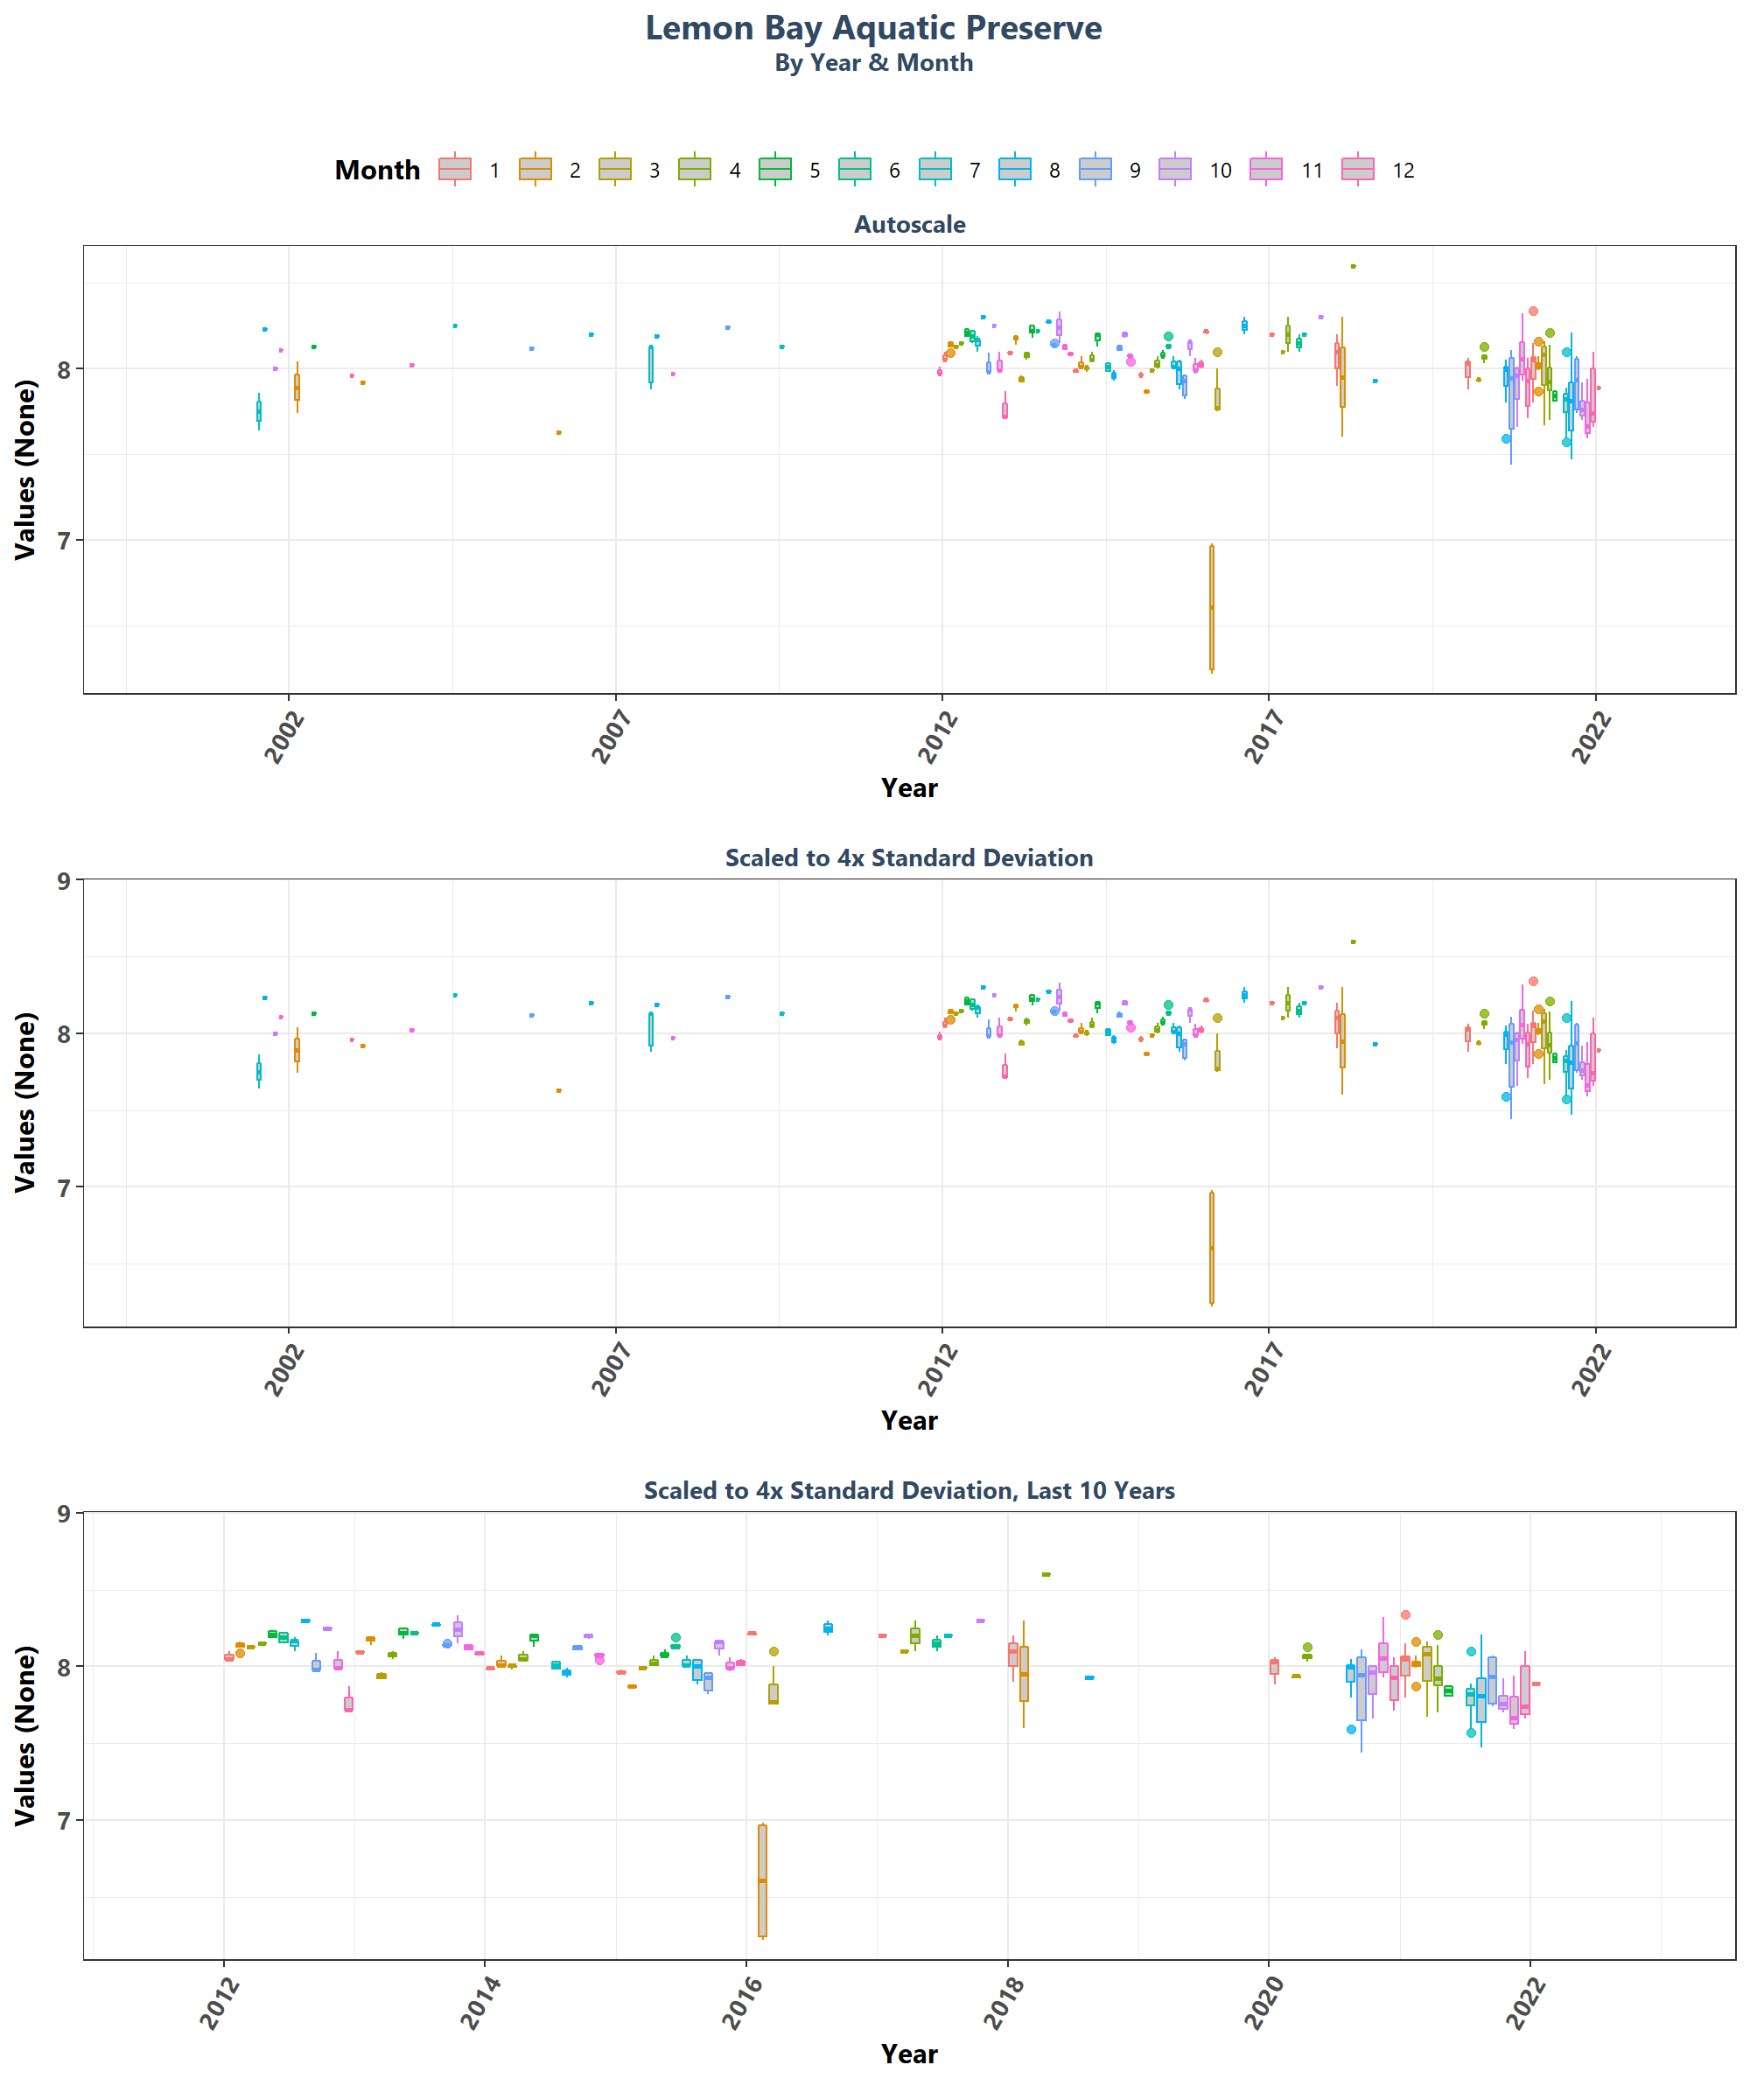 Lemon Bay Aquatic Preserve
By Year & Month
Month 1 2 3 4 5 6 7 8 9 10 11 12
Autoscale
Values (None)
8
7
2002 2007 2012 2017 2022
Year
Scaled to 4x Standard Deviation
Values (None)
9
8
7
2002 2007 2012 2017 2022
Year
Scaled to 4x Standard Deviation, Last 10 Years
Values (None)
9
8
7
2012 2014 2016 2018 2020 2022
Year